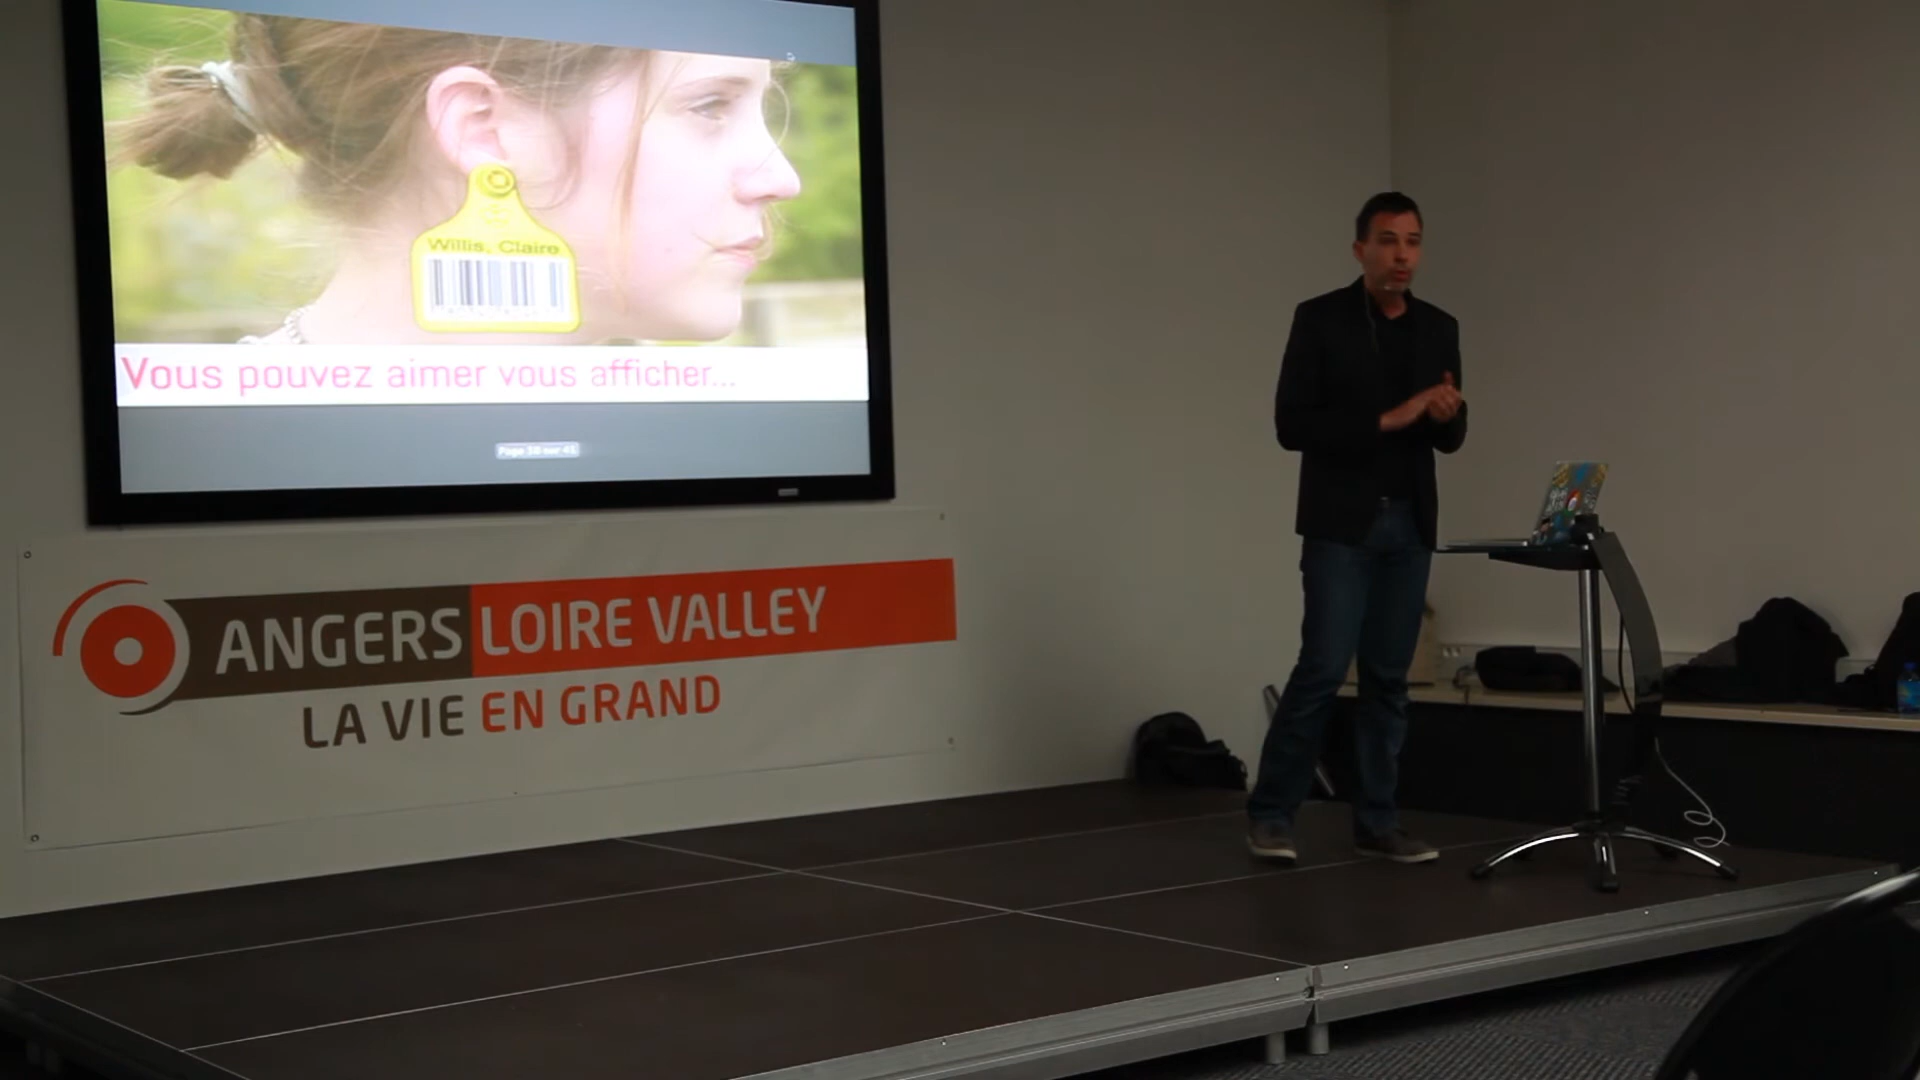 Willis, Claire
Vous pouvez aimer vous afficher...
ANGERS LOIRE VALLEY
LA VIE EN GRAND